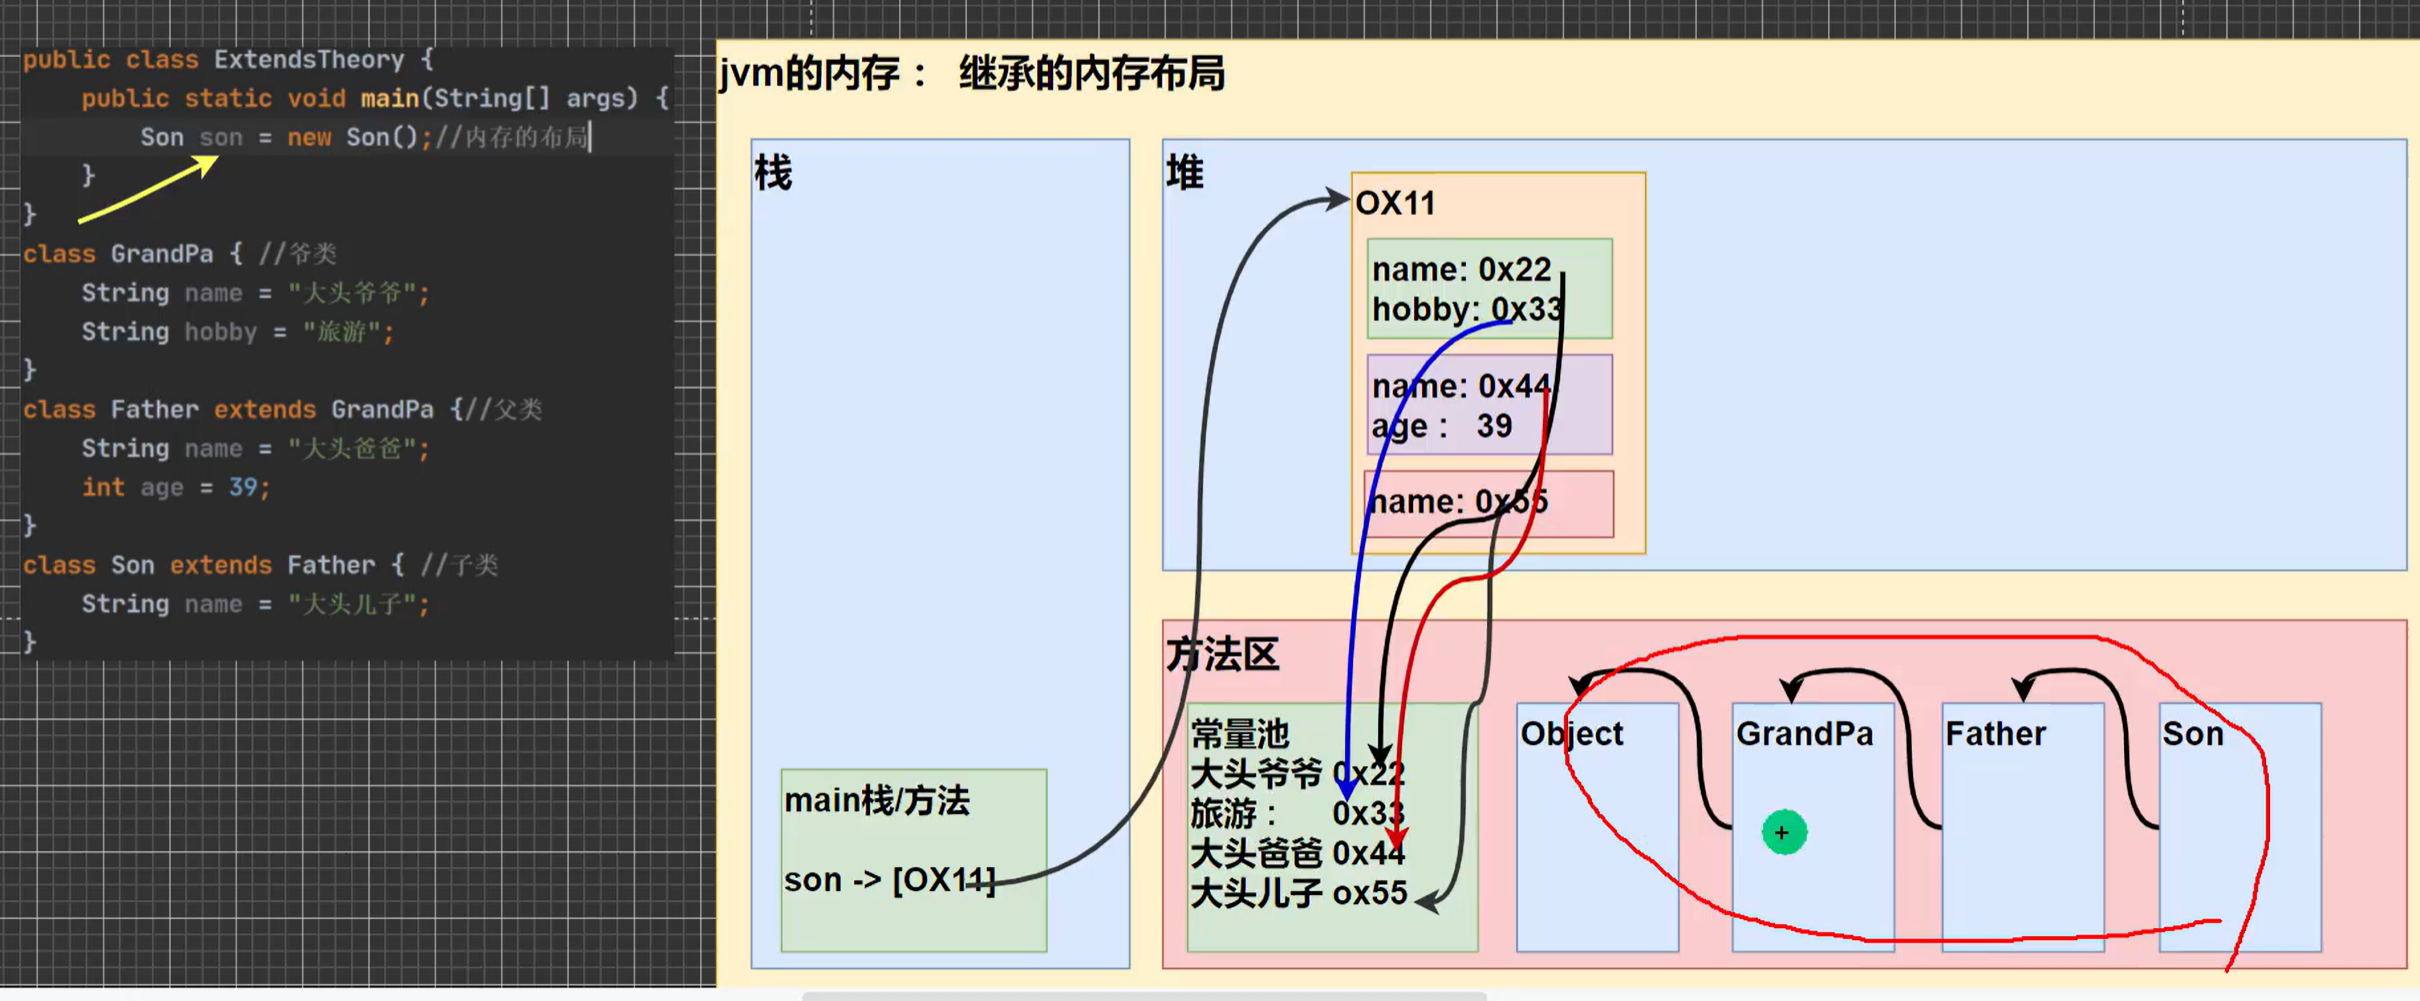 public class ExtendsTheory {
public static void main(String[] args) {
Son son = new Son();//内存的布局
}
}
class GrandPa { //爷类
String name = "大头爷爷";
String hobby = "旅游";
}
class Father extends GrandPa {//父类
String name = "大头爸爸";
int age = 39;
}
class Son extends Father { //子类
String name = "大头儿子";
}
jvm的内存： 继承的内存布局
栈
main栈/方法
son -> [OX11]
堆
OX11
name: 0x22
hobby: 0x33
name: 0x44
age： 39
name: 0x55
方法区
常量池
大头爷爷 0x22
旅游： 0x33
大头爸爸 0x44
大头儿子 ox55
Object
GrandPa
Father
Son